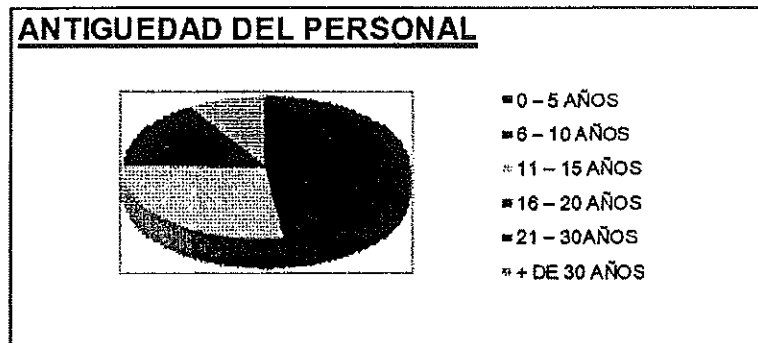 ANTIGUEDAD DEL PERSONAL
0 – 5 AÑOS
6 – 10 AÑOS
11 – 15 AÑOS
16 – 20 AÑOS
21 – 30AÑOS
+ DE 30 AÑOS